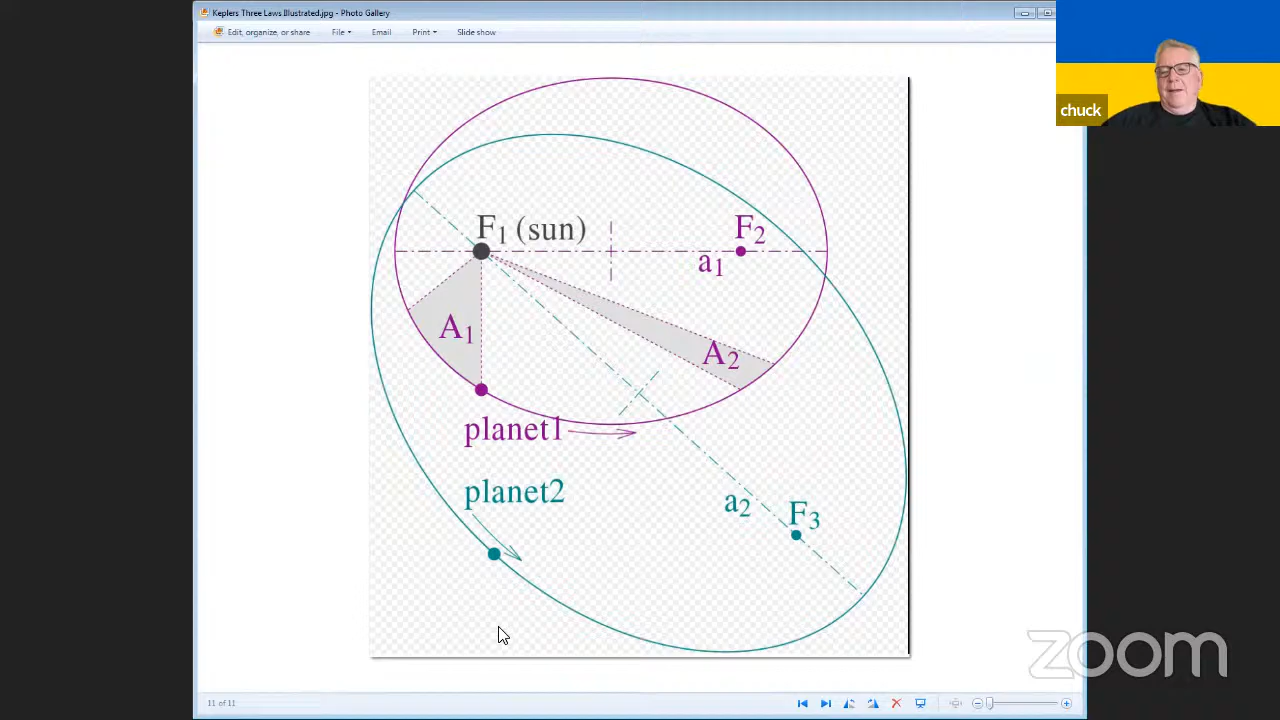 Keplers Three Laws Illustrated.jpg - Photo Gallery
Edit, organize, or share File Email Print Slide show
chuck
F1 (sun)
F2
a1
A1
A2
planet1
planet2
a2
F3
zoom
11 of 11